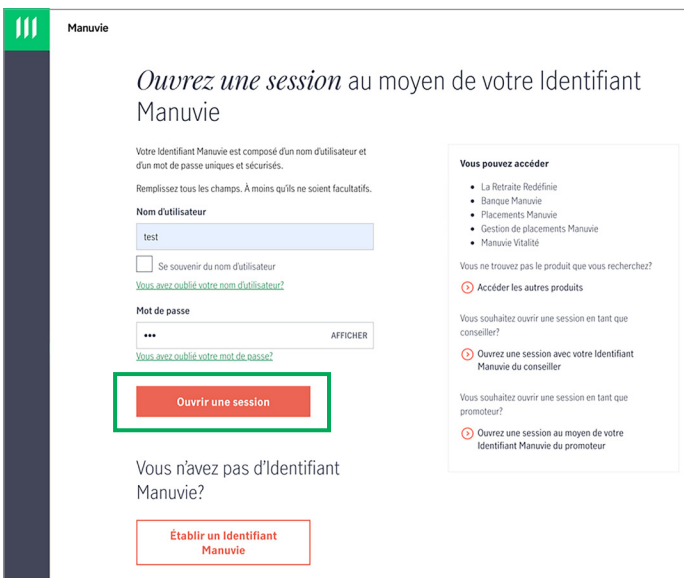 Manuvie
Ouvrez une session au moyen de votre Identifiant
Manuvie
Votre Identifiant Manuvie est composé d'un nom d'utilisateur et
d'un mot de passe uniques et sécurisés.
Remplissez tous les champs. À moins qu'ils ne soient facultatifs.
Nom d'utilisateur
test
Se souvenir du nom d'utilisateur
Vous avez oublié votre nom d'utilisateur?
Mot de passe
•••
AFFICHER
Vous avez oublié votre mot de passe?
Ouvrir une session
Vous n'avez pas d'Identifiant
Manuvie?
Établir un Identifiant
Manuvie
Vous pouvez accéder
• La Retraite Redéfinie
• Banque Manuvie
• Placements Manuvie
• Gestion de placements Manuvie
• Manuvie Vitalité
Vous ne trouvez pas le produit que vous recherchez?
Accéder les autres produits
Vous souhaitez ouvrir une session en tant que
conseiller?
Ouvrez une session avec votre Identifiant
Manuvie du conseiller
Vous souhaitez ouvrir une session en tant que
promoteur?
Ouvrez une session au moyen de votre
Identifiant Manuvie du promoteur